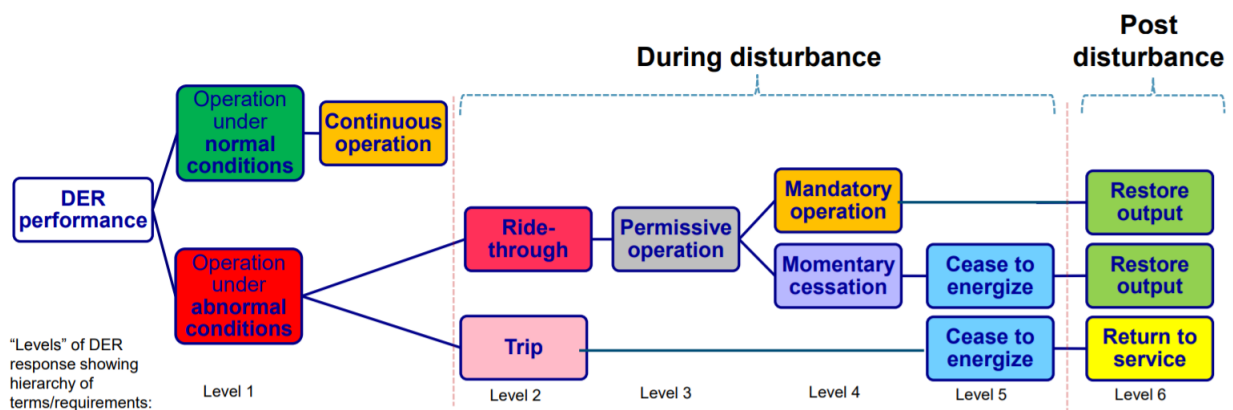 During disturbance
Post
disturbance
Operation
under
normal
conditions
Continuous
operation
DER
performance
Operation
under
abnormal
conditions
Ride-
through
Permissive
operation
Mandatory
operation
Restore
output
Momentary
cessation
Cease to
energize
Restore
output
Trip
Cease to
energize
Return to
service
"Levels" of DER
response showing
hierarchy of
terms/requirements:
Level 1
Level 2
Level 3
Level 4
Level 5
Level 6